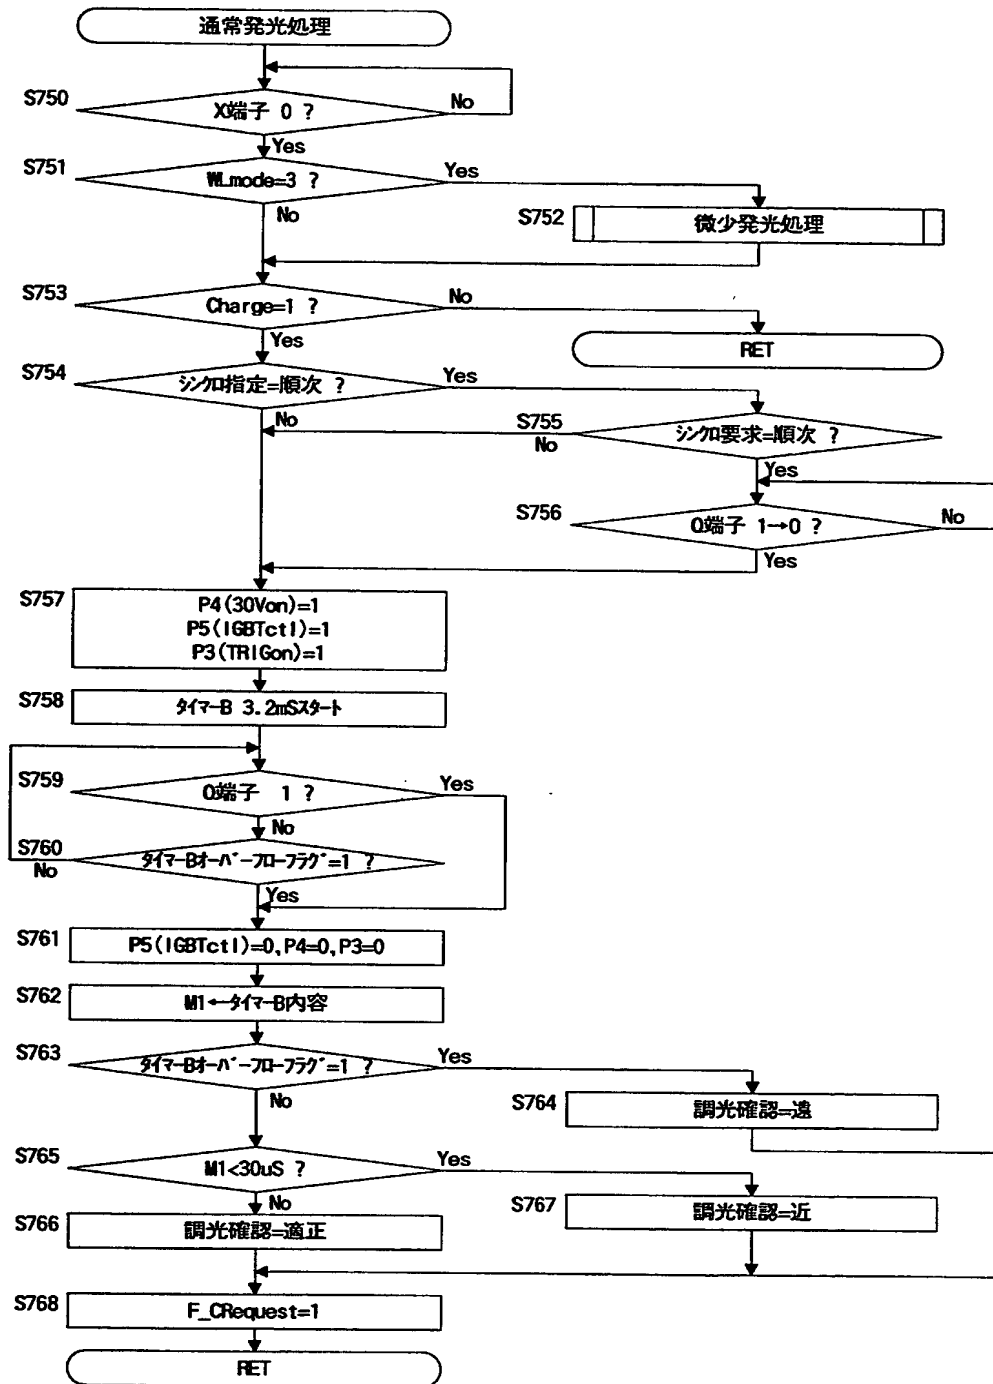 通常発光処理
S750
X端子 0 ?
No
Yes
S751
WLmode=3 ?
Yes
No
S752
微少発光処理
S753
Charge=1 ?
No
Yes
RET
S754
シンクロ指定=順次 ?
Yes
No
S755
シンクロ要求=順次 ?
No
Yes
S756
Q端子 1→0 ?
No
Yes
S757
P4(30Von)=1
P5(IGBTctl)=1
P3(TRIGon)=1
S758
タイマーB 3.2mSスタート
S759
Q端子 1 ?
Yes
No
S760
タイマーBオーバーフローフラグ=1 ?
No
Yes
S761
P5(IGBTctl)=0,P4=0,P3=0
S762
M1←タイマーB内容
S763
タイマーBオーバーフローフラグ=1 ?
Yes
No
S764
調光確認=遠
S765
M1<30uS ?
Yes
No
S766
調光確認=適正
S767
調光確認=近
S768
F_CRequest=1
RET